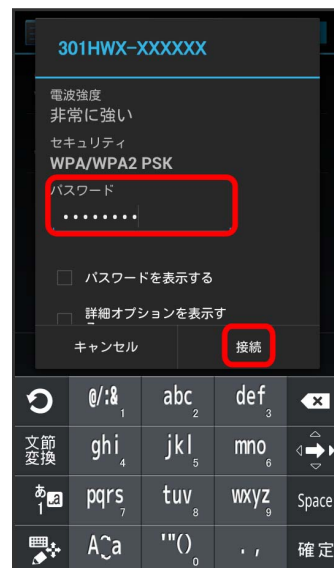 301HWX-XXXXXX
電波強度
非常に強い
セキュリティ
WPA/WPA2 PSK
パスワード
••••••••
パスワードを表示する
詳細オプションを表示す
キャンセル
接続
@/:& 1
abc 2
def 3
文節
変換
ghi 4
jkl 5
mno 6
あa1
pqrs 7
tuv 8
wxyz 9
Space
A⇔a
'"() 0
. ,
確定